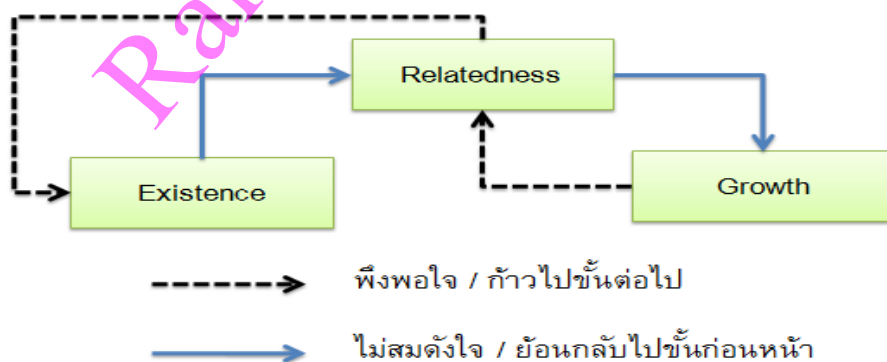 Relatedness
Existence
Growth
พึงพอใจ / ก้าวไปขั้นต่อไป
ไม่สมดังใจ / ย้อนกลับไปขั้นก่อนหน้า